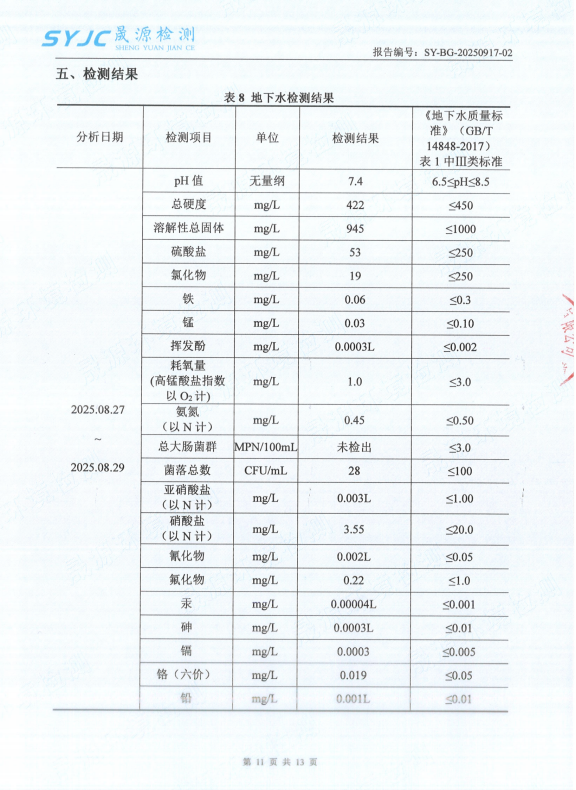 SYJC 晟源检测
SHENG YUAN JIAN CE
报告编号：SY-BG-20250917-02
五、检测结果
表 8 地下水检测结果
分析日期 检测项目 单位 检测结果 《地下水质量标
准》（GB/T
14848-2017）
表 1 中Ⅲ类标准
pH 值 无量纲 7.4 6.5≤pH≤8.5
总硬度 mg/L 422 ≤450
溶解性总固体 mg/L 945 ≤1000
硫酸盐 mg/L 53 ≤250
氯化物 mg/L 19 ≤250
铁 mg/L 0.06 ≤0.3
锰 mg/L 0.03 ≤0.10
挥发酚 mg/L 0.0003L ≤0.002
耗氧量
(高锰酸盐指数
以 O₂ 计) mg/L 1.0 ≤3.0
2025.08.27
~
2025.08.29
氨氮
（以 N 计） mg/L 0.45 ≤0.50
总大肠菌群 MPN/100mL 未检出 ≤3.0
菌落总数 CFU/mL 28 ≤100
亚硝酸盐
（以 N 计） mg/L 0.003L ≤1.00
硝酸盐
（以 N 计） mg/L 3.55 ≤20.0
氰化物 mg/L 0.002L ≤0.05
氟化物 mg/L 0.22 ≤1.0
汞 mg/L 0.00004L ≤0.001
砷 mg/L 0.0003L ≤0.01
镉 mg/L 0.0003 ≤0.005
铬（六价） mg/L 0.019 ≤0.05
铅 mg/L 0.001L ≤0.01
第 11 页 共 13 页